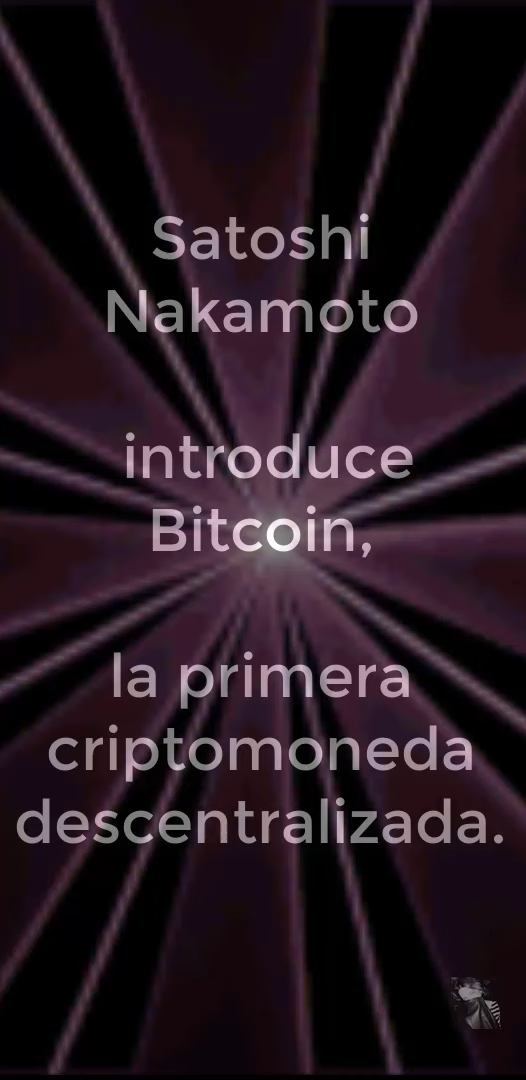 Satoshi
Nakamoto
introduce
Bitcoin,
la primera
criptomoneda
descentralizada.